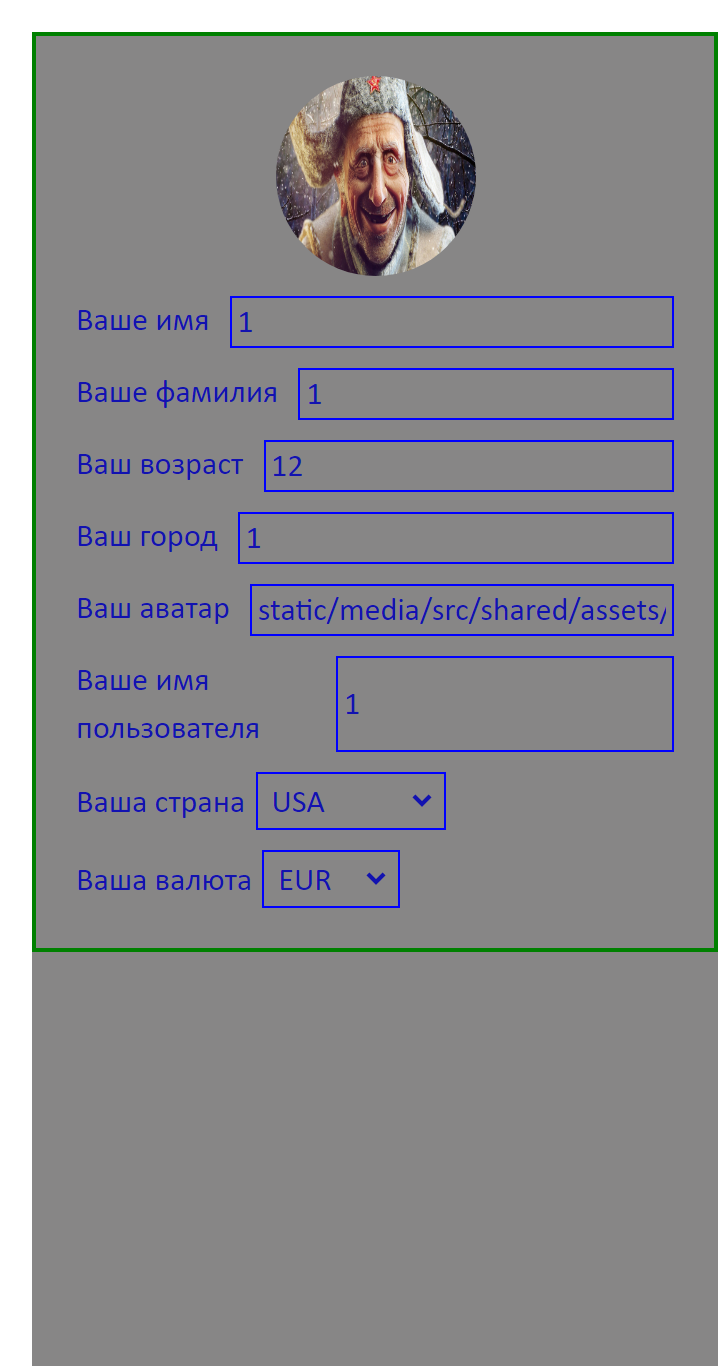 Ваше имя 1
Ваше фамилия 1
Ваш возраст 12
Ваш город 1
Ваш аватар static/media/src/shared/assets/
Ваше имя
пользователя 1
Ваша страна USA
Ваша валюта EUR